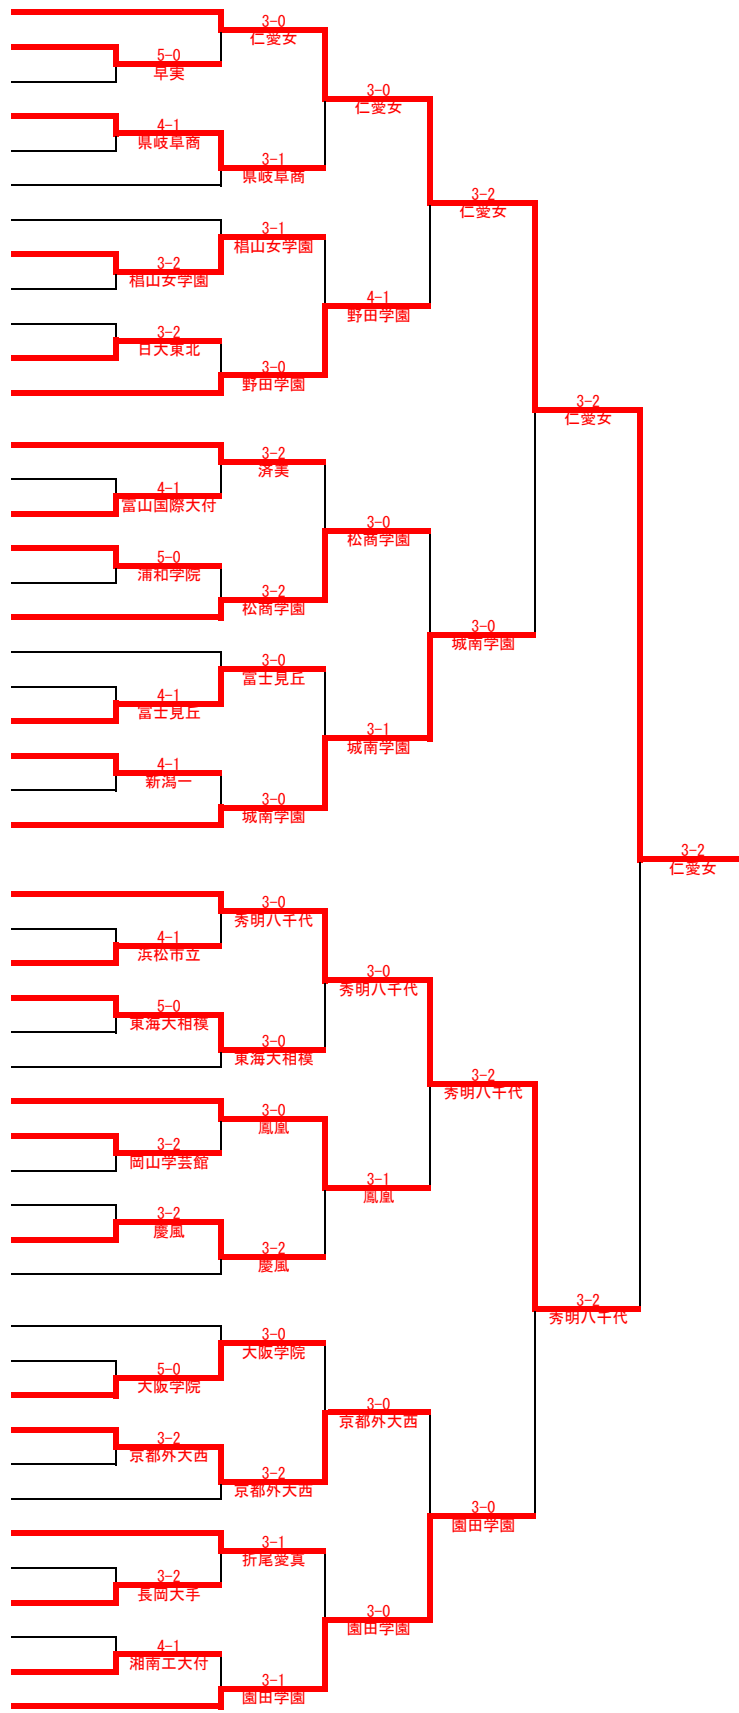 3-0
仁愛女
5-0
早実
3-0
仁愛女
4-1
県岐阜商
3-1
県岐阜商
3-2
仁愛女
3-1
椙山女学園
3-2
椙山女学園
4-1
野田学園
3-2
日大東北
3-0
野田学園
3-2
仁愛女
3-2
済美
4-1
富山国際大付
3-0
松商学園
5-0
浦和学院
3-2
松商学園
3-0
城南学園
3-0
富士見丘
4-1
富士見丘
3-1
城南学園
4-1
新潟一
3-0
城南学園
3-2
仁愛女
3-0
秀明八千代
4-1
浜松市立
3-0
秀明八千代
5-0
東海大相模
3-0
東海大相模
3-2
秀明八千代
3-0
鳳凰
3-2
岡山学芸館
3-1
鳳凰
3-2
慶風
3-2
慶風
3-2
秀明八千代
3-0
大阪学院
5-0
大阪学院
3-0
京都外大西
3-2
京都外大西
3-2
京都外大西
3-0
園田学園
3-1
折尾愛真
3-2
長岡大手
3-0
園田学園
4-1
湘南工大付
3-1
園田学園